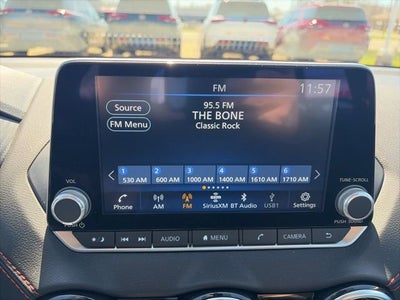 FM
11:57
Source
FM Menu
95.5 FM
THE BONE
Classic Rock
1 2 3 4 5 6
530 AM 600 AM 1000 AM 1400 AM 1610 AM 1710 AM
Phone AM FM SiriusXM BT Audio USB1 Settings
VOL
PUSH
TUNE·SCROLL
PUSH SOUND
AUDIO MENU CAMERA